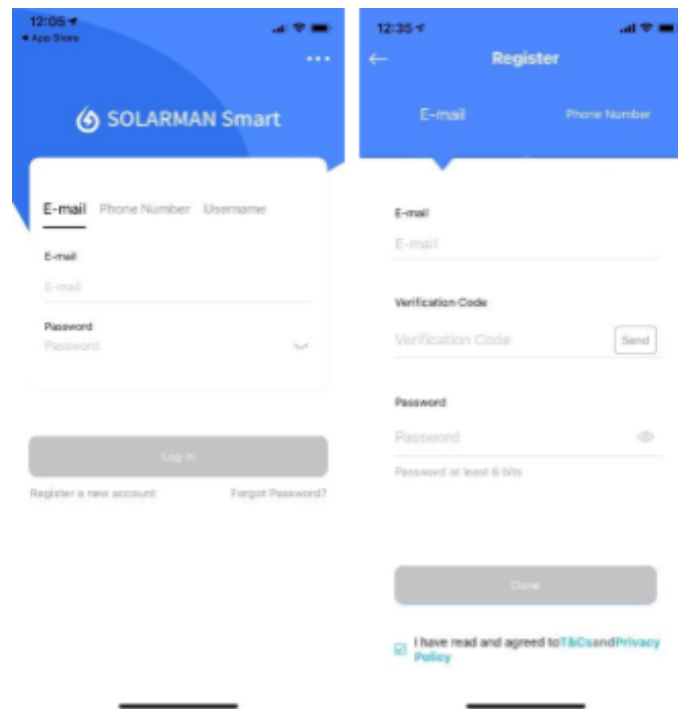 12:05
◀ App Store
SOLARMAN Smart
E-mail Phone Number Username
E-mail
E-mail
Password
Password
Log In
Register a new account Forgot Password?
12:35
Register
E-mail Phone Number
E-mail
E-mail
Verification Code
Verification Code Send
Password
Password
Password at least 6 bits
Done
I have read and agreed toT&CsandPrivacy
Policy